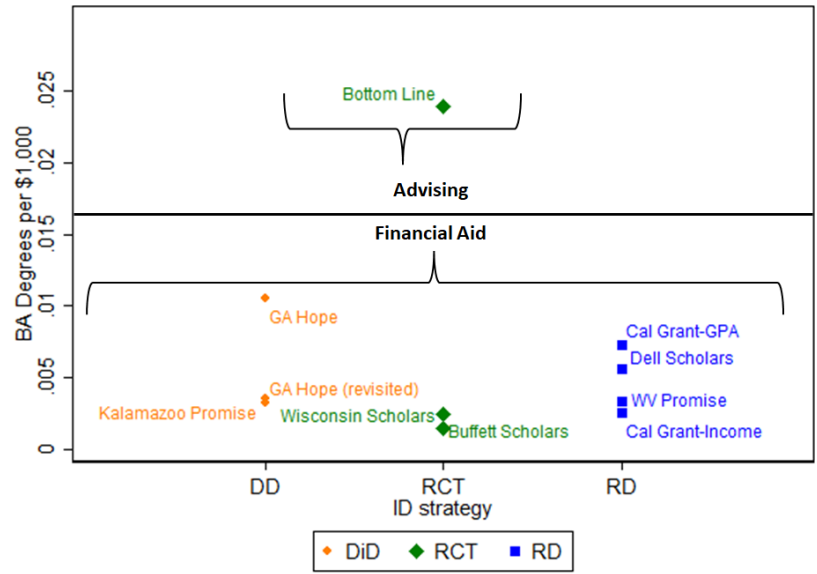 .025
Bottom Line
.02
Advising
BA Degrees per $1,000
.015
Financial Aid
.01
GA Hope
Cal Grant-GPA
Dell Scholars
.005
GA Hope (revisited)
WV Promise
Kalamazoo Promise
Wisconsin Scholars
Buffett Scholars
Cal Grant-Income
0
DD
RCT
RD
ID strategy
DiD
RCT
RD